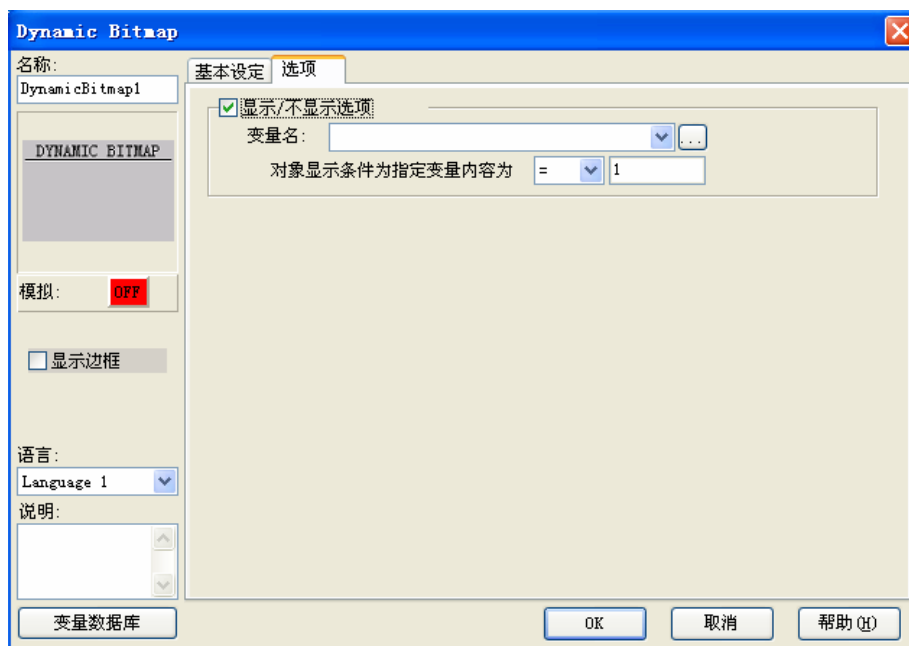 Dynamic Bitmap
名称:
DynamicBitmap1
DYNAMIC BITMAP
模拟: OFF
显示边框
语言:
Language 1
说明:
变量数据库
基本设定 选项
显示/不显示选项
变量名: ...
对象显示条件为指定变量内容为 = 1
OK 取消 帮助(H)